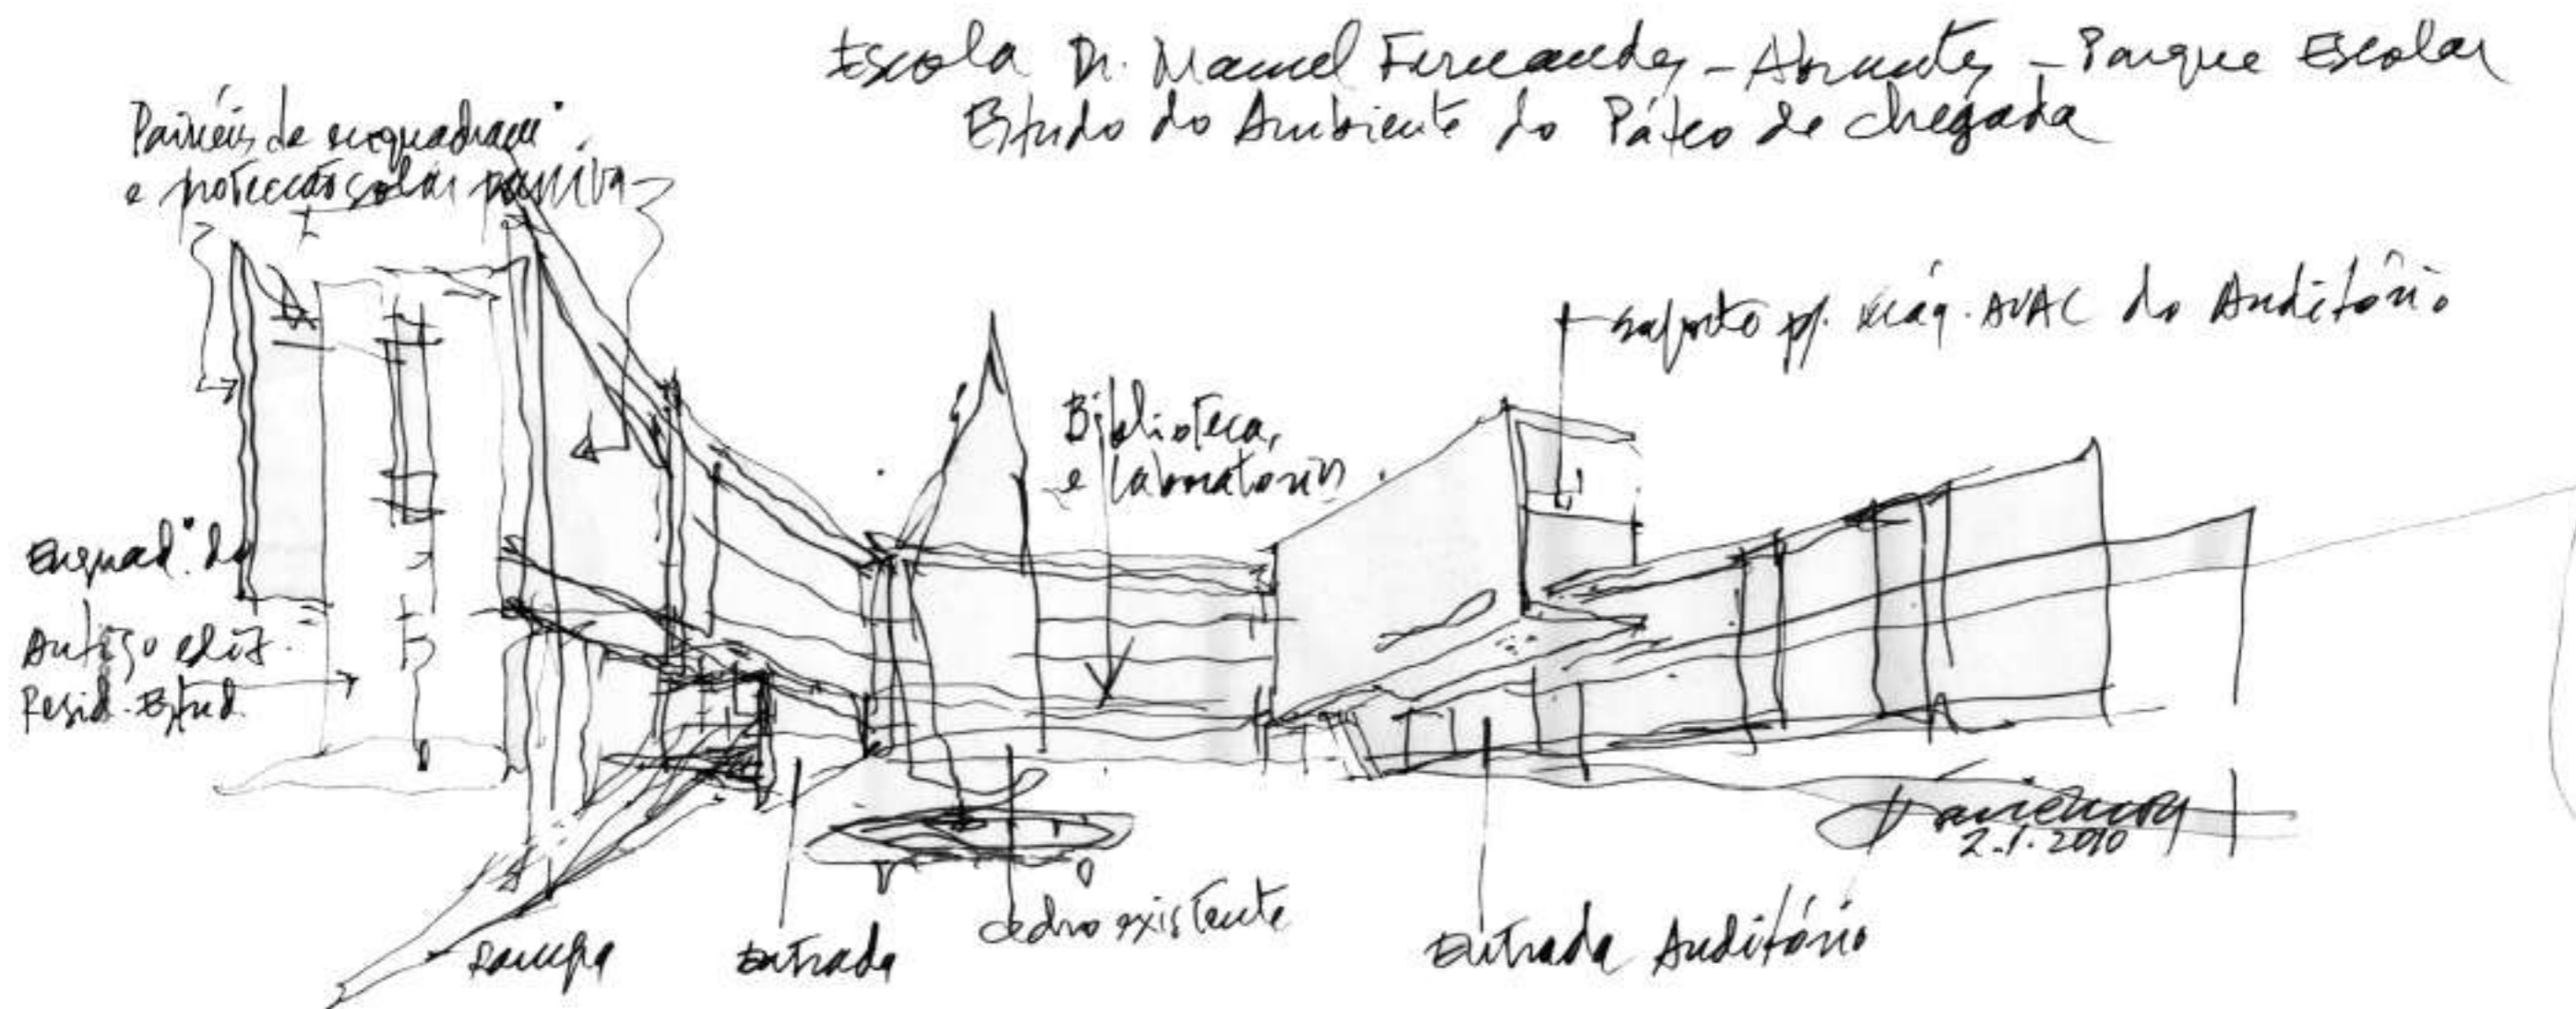 Escola Dr. Manuel Fernandes - Abrantes - Parque Escolar
Estudo do Ambiente do Páteo de chegada
Painéis de enquadram.º
e protecção solar passiva
suporte p/. máq. AVAC do Auditório
Biblioteca,
e laboratórios
Enquad.º do
Antigo edif.
Resid. Estud.
2.1.2010
Rampa
Entrada
cedro existente
Entrada Auditório